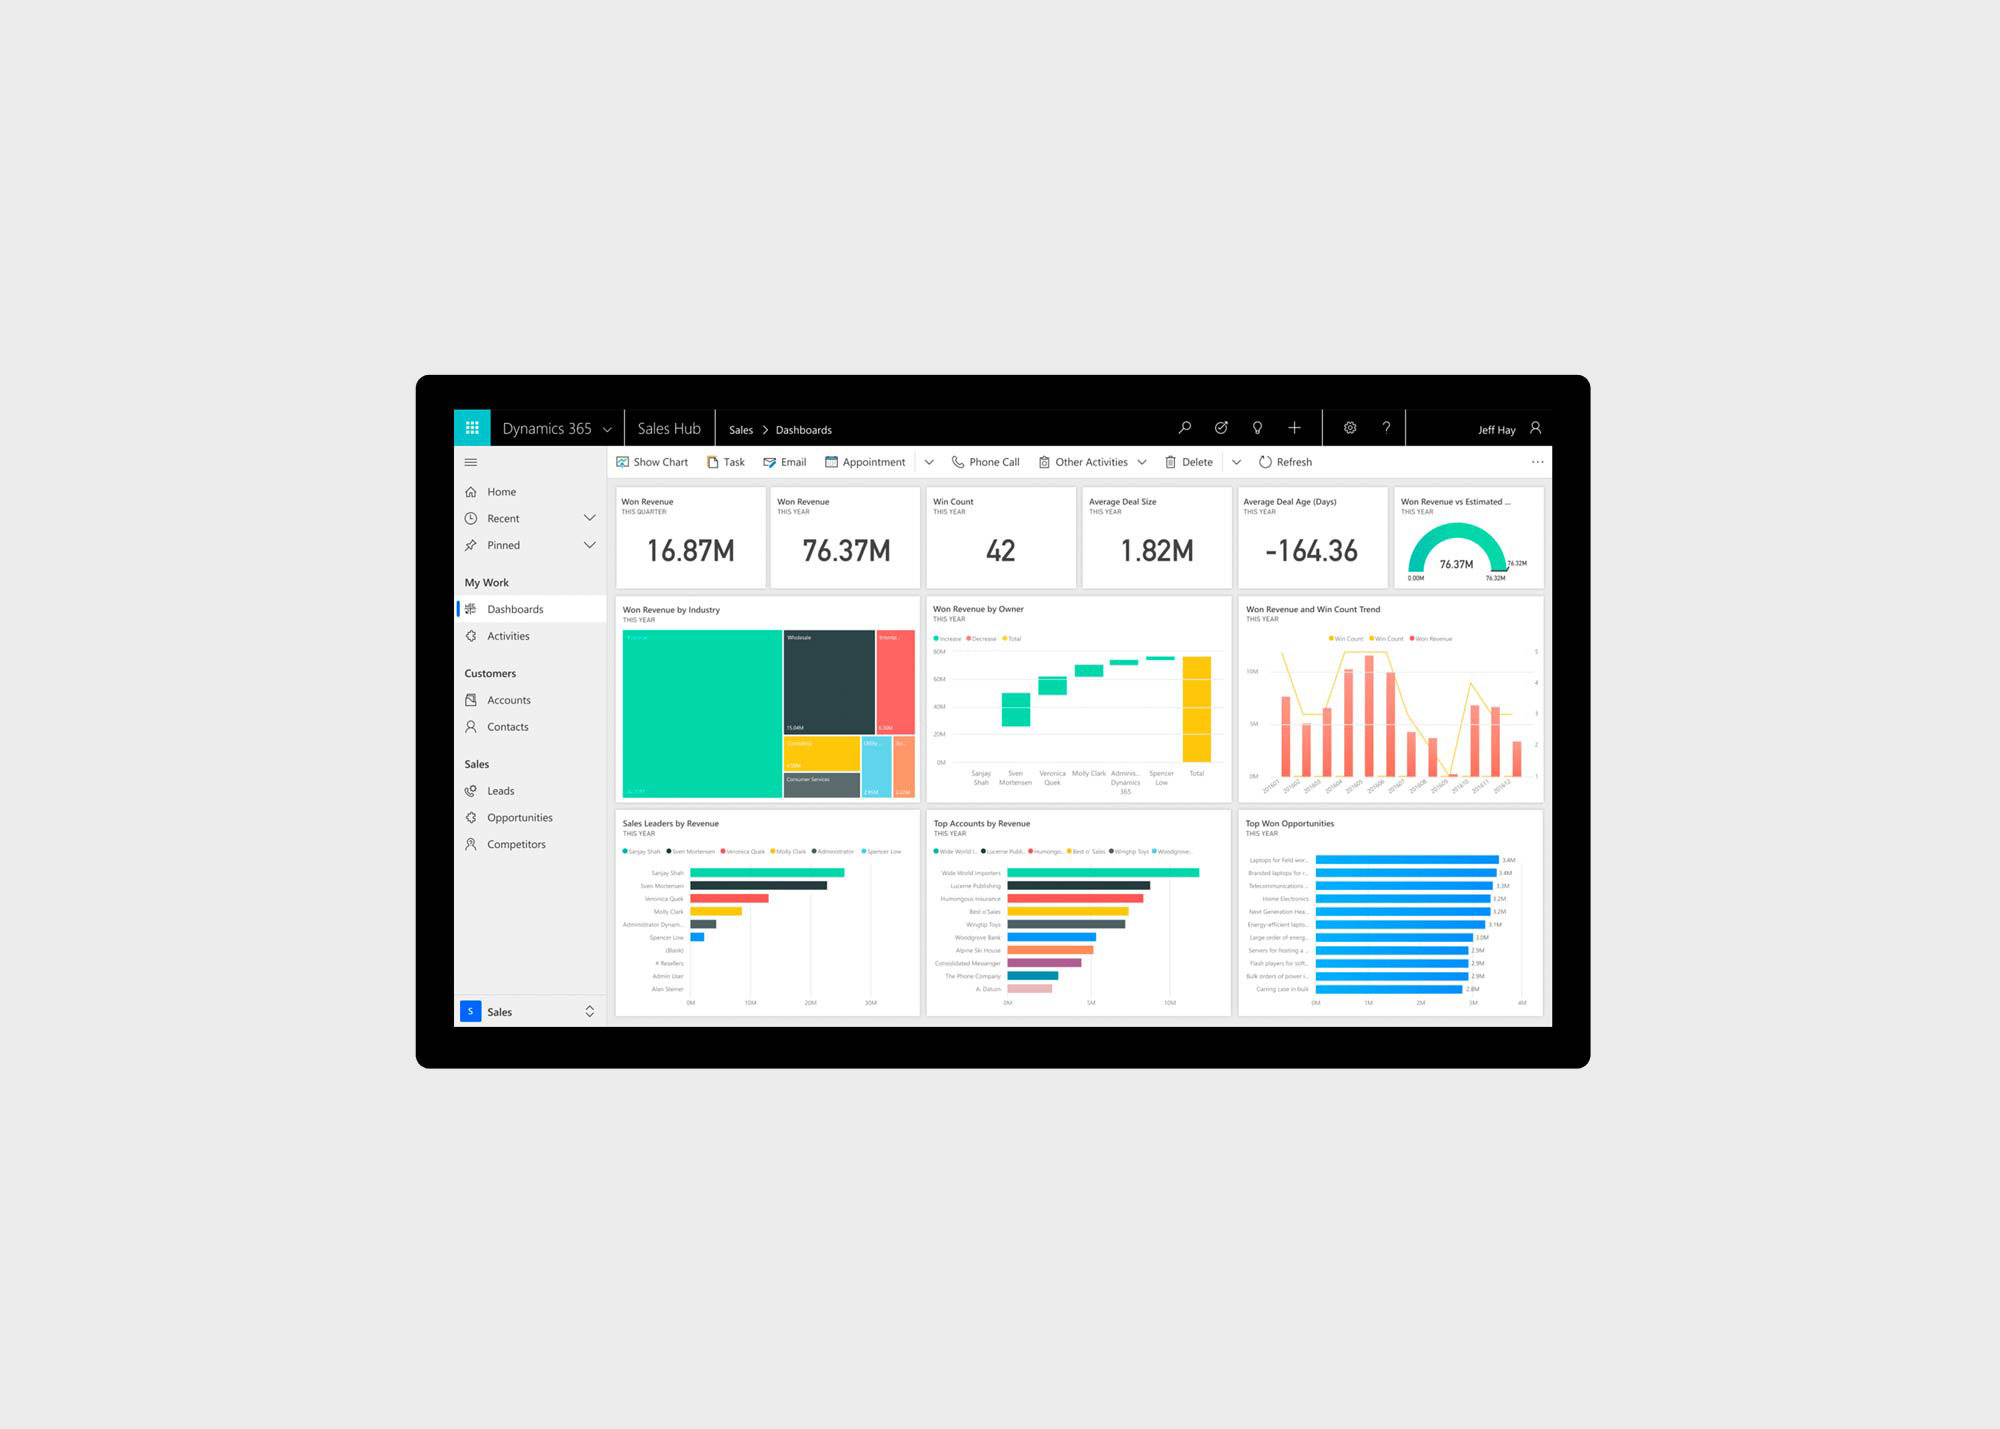 Dynamics 365
Sales Hub
Sales > Dashboards
Jeff Hay
Show Chart
Task
Email
Appointment
Phone Call
Other Activities
Delete
Refresh
Home
Recent
Pinned
My Work
Dashboards
Activities
Customers
Accounts
Contacts
Sales
Leads
Opportunities
Competitors
S
Sales
Won Revenue
THIS QUARTER
16.87M
Won Revenue
THIS YEAR
76.37M
Win Count
THIS YEAR
42
Average Deal Size
THIS YEAR
1.82M
Average Deal Age (Days)
THIS YEAR
-164.36
Won Revenue vs Estimated ...
THIS YEAR
76.37M
76.32M
0.00M
76.32M
Won Revenue by Industry
THIS YEAR
Wholesale
Enterta...
15.04M
Consulting
Utility...
Consumer Services
Won Revenue by Owner
THIS YEAR
Increase Decrease Total
80M
60M
40M
20M
0M
Sanjay Shah
Sven Mortensen
Veronica Quek
Molly Clark
Adminis... Dynamics 365
Spencer Low
Total
Won Revenue and Win Count Trend
THIS YEAR
Win Count Win Count Won Revenue
10M
5M
0M
5
4
3
2
1
201601
201602
201603
201604
201605
201606
201607
201608
201609
201610
201611
201612
Sales Leaders by Revenue
THIS YEAR
Sanjay Shah Sven Mortensen Veronica Quek Molly Clark Administrator Spencer Low
Sanjay Shah
Sven Mortensen
Veronica Quek
Molly Clark
Administrator Dynam...
Spencer Low
(Blank)
# Resellers
Admin User
Alan Steiner
0M 10M 20M 30M
Top Accounts by Revenue
THIS YEAR
Wide World I... Lucerne Publ... Humongo... Best o' Sales Wingtip Toys Woodgrove...
Wide World Importers
Lucerne Publishing
Humongous Insurance
Best o'Sales
Wingtip Toys
Woodgrove Bank
Alpine Ski House
Consolidated Messenger
The Phone Company
A. Datum
0M 5M 10M
Top Won Opportunities
THIS YEAR
Laptops for field wor... 3.4M
Branded laptops for r... 3.4M
Telecommunications ... 3.3M
Home Electronics 3.2M
Next Generation Hea... 3.2M
Energy-efficient lapto... 3.1M
Large order of energ... 3.0M
Servers for hosting a ... 2.9M
Flash players for soft... 2.9M
Bulk orders of power i... 2.9M
Carring case in bulk 2.8M
0M 1M 2M 3M 4M